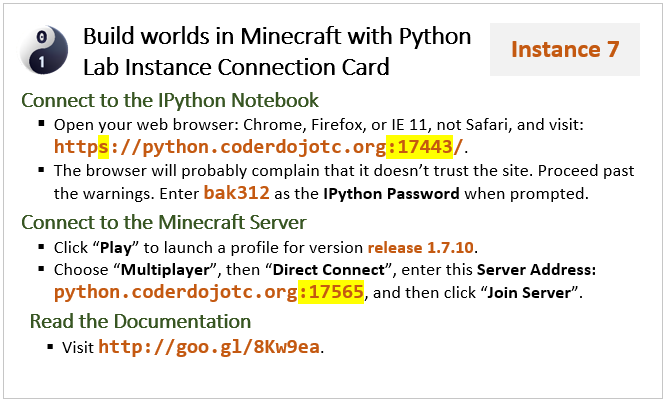 0
1
Build worlds in Minecraft with Python
Lab Instance Connection Card
Instance 7
Connect to the IPython Notebook
▪ Open your web browser: Chrome, Firefox, or IE 11, not Safari, and visit:
https://python.coderdojotc.org:17443/.
▪ The browser will probably complain that it doesn’t trust the site. Proceed past
the warnings. Enter bak312 as the IPython Password when prompted.
Connect to the Minecraft Server
▪ Click “Play” to launch a profile for version release 1.7.10.
▪ Choose “Multiplayer”, then “Direct Connect”, enter this Server Address:
python.coderdojotc.org:17565, and then click “Join Server”.
Read the Documentation
▪ Visit http://goo.gl/8Kw9ea.